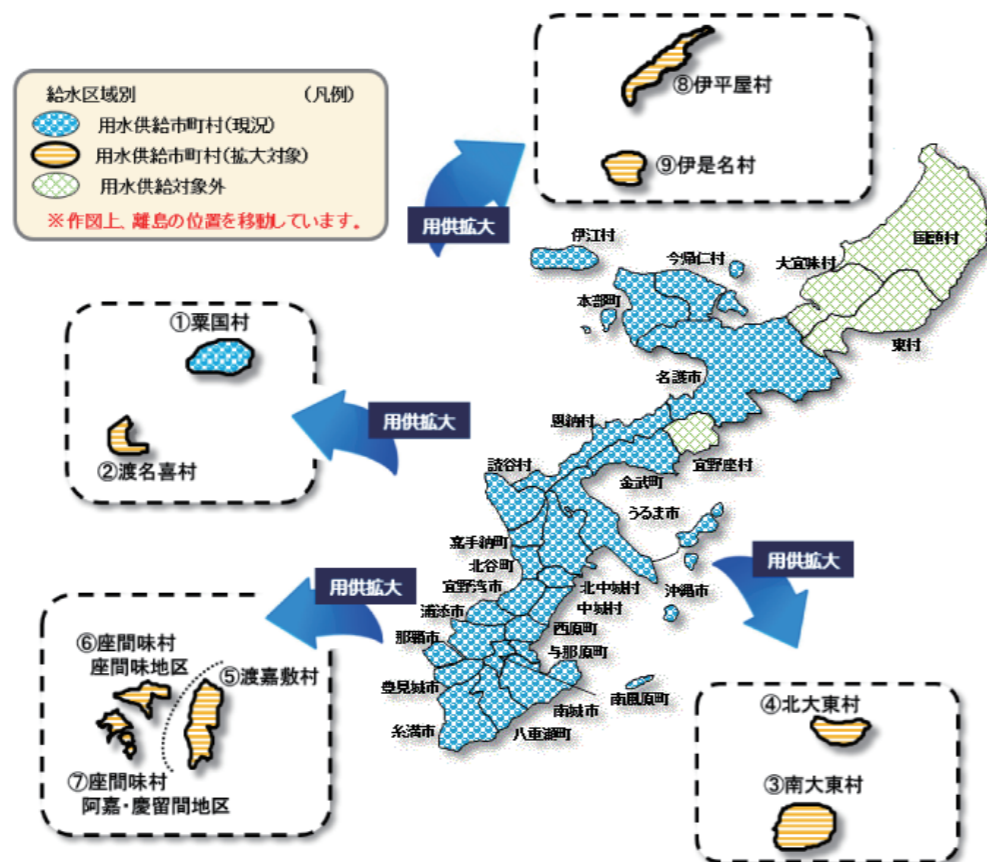 給水区域別 (凡例)
用水供給市町村(現況)
用水供給市町村(拡大対象)
用水供給対象外
※作図上、離島の位置を移動しています。
⑧伊平屋村
⑨伊是名村
用供拡大
伊江村
今帰仁村
大宜味村
国頭村
本部町
東村
名護市
①粟国村
②渡名喜村
用供拡大
恩納村
宜野座村
金武町
読谷村
うるま市
嘉手納町
北谷町
宜野湾市
北中城村
沖縄市
中城村
用供拡大
浦添市
西原町
那覇市
与那原町
豊見城市
南城市
南風原町
糸満市
八重瀬町
用供拡大
⑥座間味村
座間味地区
⑤渡嘉敷村
⑦座間味村
阿嘉・慶留間地区
④北大東村
③南大東村